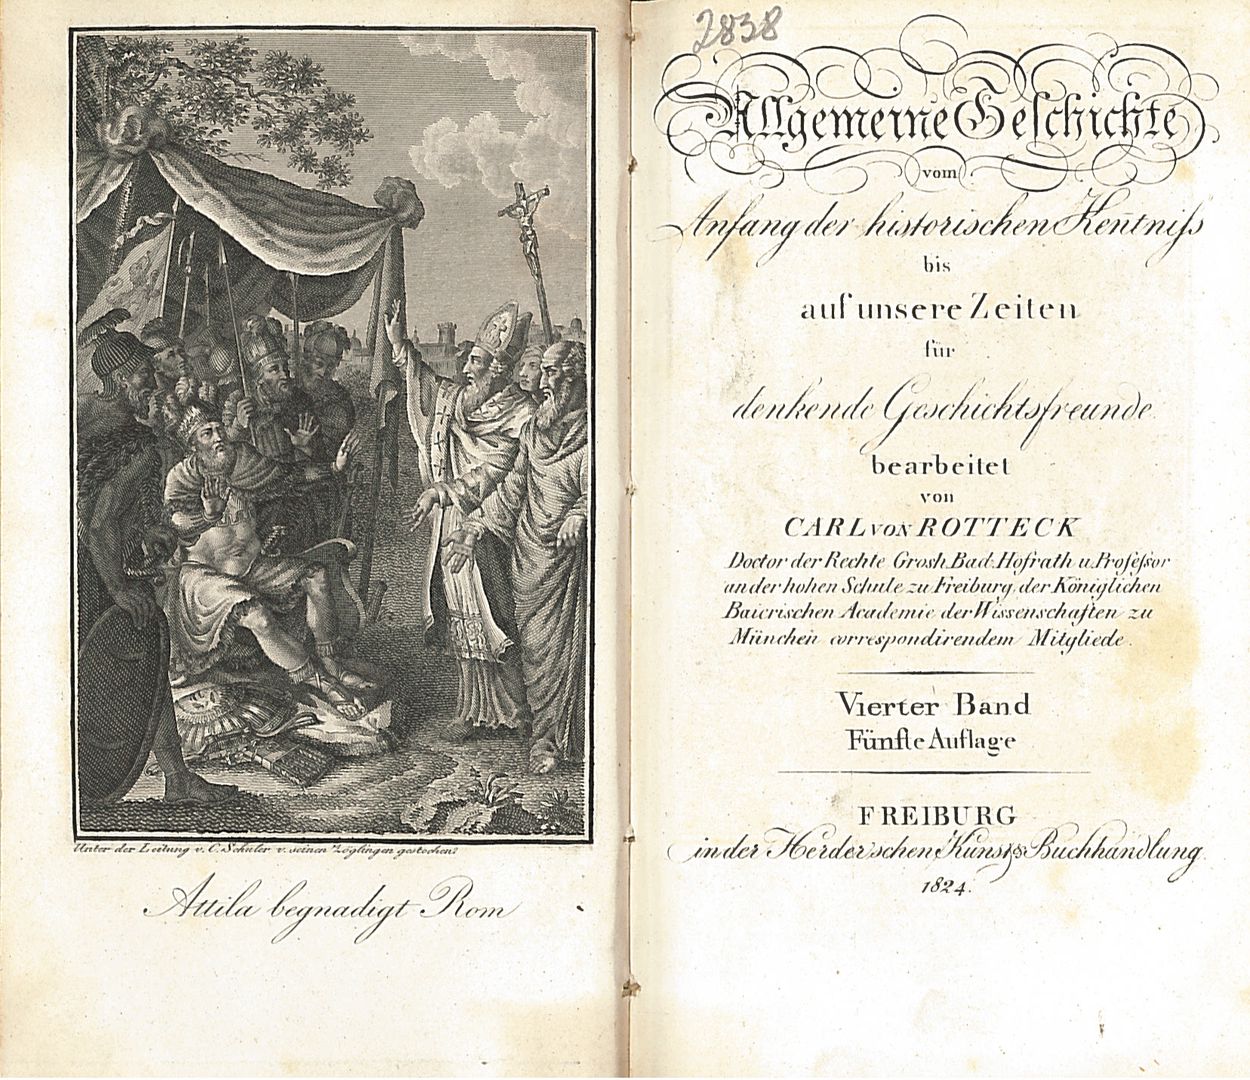 Unter der Leitung v. C. Schuler v. seinen Zöglingen gestochen.
Attila begnadigt Rom
2838
Allgemeine Geschichte
vom
Anfang der historischen Kentniſs
bis
auf unsere Zeiten
für
denkende Geschichtsfreunde
bearbeitet
von
CARL VON ROTTECK
Doctor der Rechte Grosh. Bad. Hofrath u. Profeſsor
an der hohen Schule zu Freiburg, der Königlichen
Baierischen Academie der Wissenschaften zu
München correspondirendem Mitgliede.
Vierter Band
Fünfte Auflage
FREIBURG
in der Herder'schen Kunst & Buchhandlung
1824.